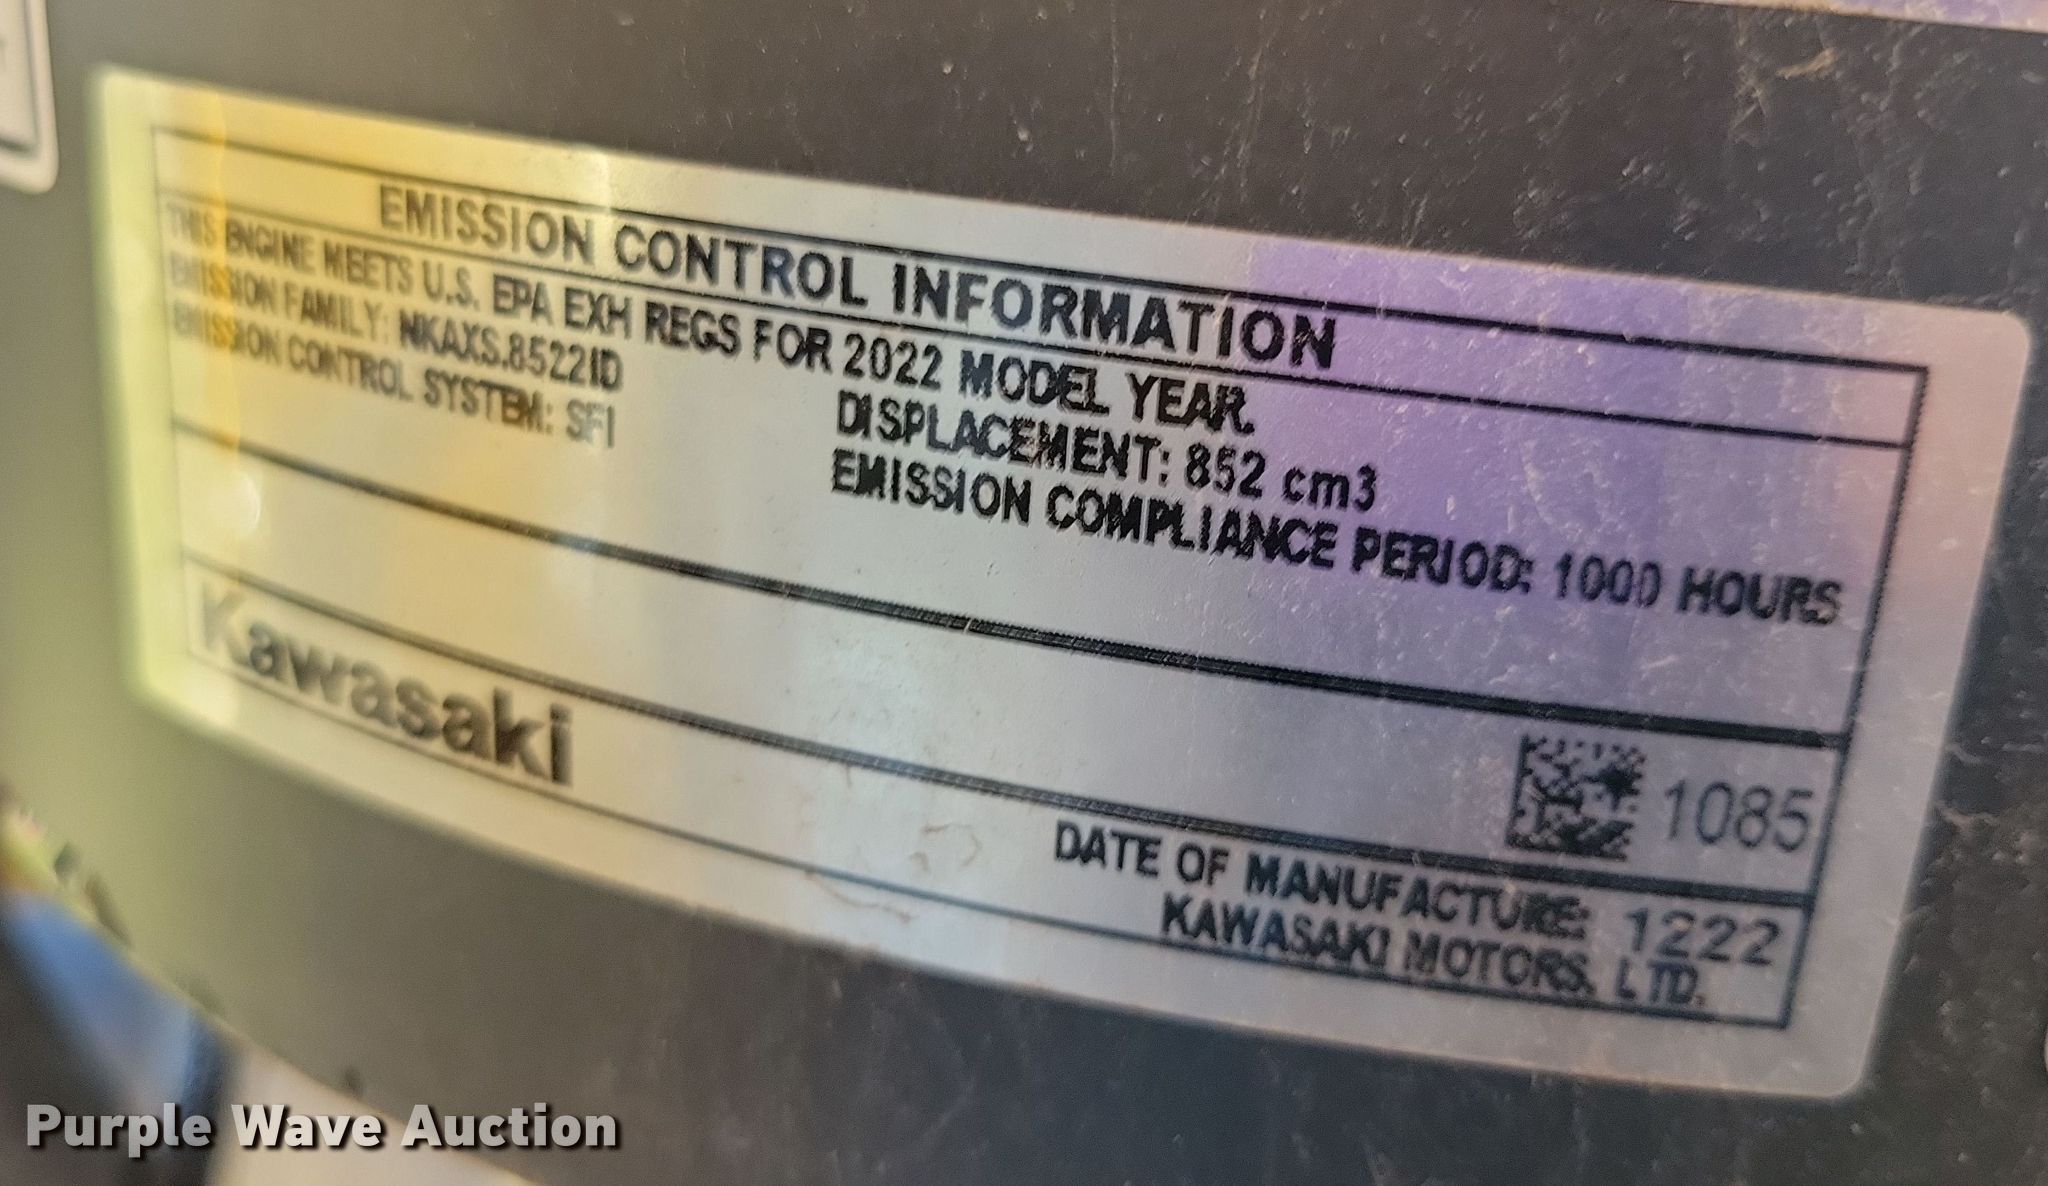 EMISSION CONTROL INFORMATION
THIS ENGINE MEETS U.S. EPA EXH REGS FOR 2022 MODEL YEAR.
EMISSION FAMILY: NKAXS.8522ID DISPLACEMENT: 852 cm3
EMISSION CONTROL SYSTEM: SFI EMISSION COMPLIANCE PERIOD: 1000 HOURS
1085
Kawasaki
DATE OF MANUFACTURE: 1222
KAWASAKI MOTORS, LTD.
Purple Wave Auction